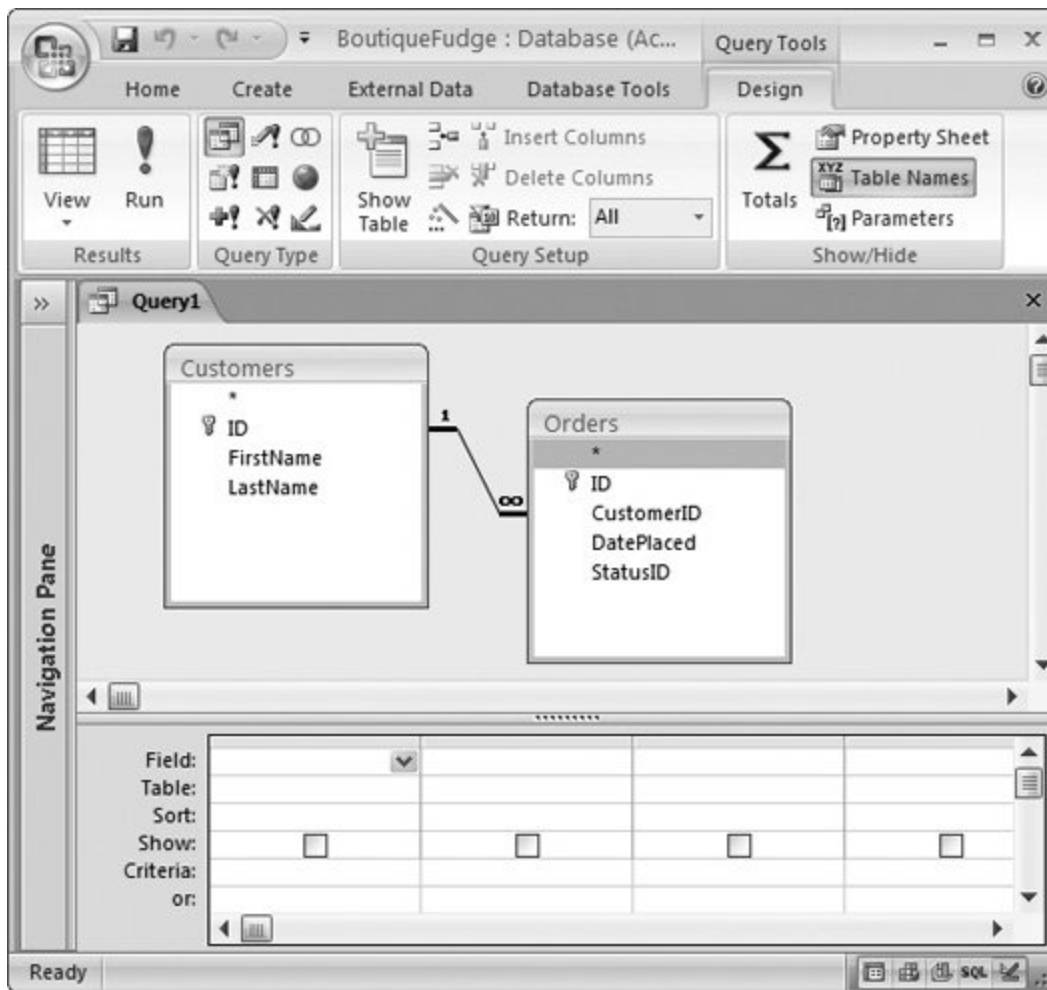 BoutiqueFudge : Database (Ac...
Query Tools
Home
Create
External Data
Database Tools
Design
View
Run
Results
Query Type
Show Table
Insert Columns
Delete Columns
Return: All
Query Setup
Σ
Totals
Property Sheet
XYZ Table Names
[?] Parameters
Show/Hide
»
Query1
Navigation Pane
Customers
*
ID
FirstName
LastName
1
∞
Orders
*
ID
CustomerID
DatePlaced
StatusID
Field:
Table:
Sort:
Show:
Criteria:
or:
Ready
SQL